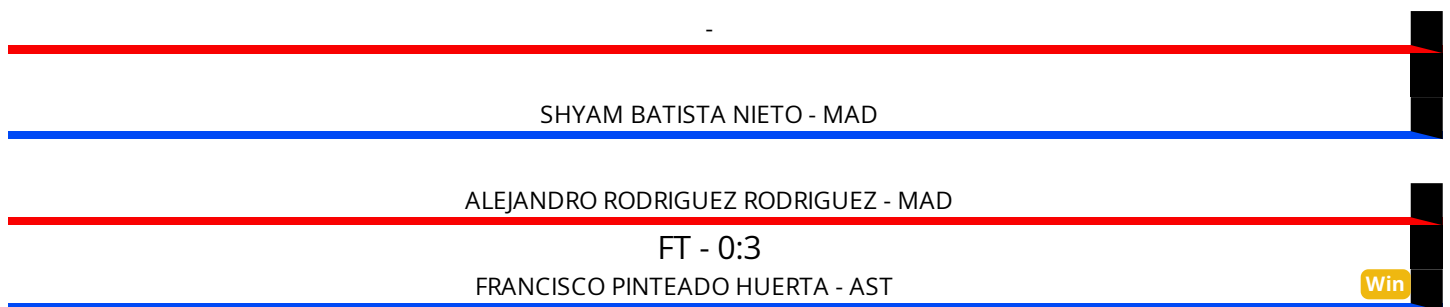 -
SHYAM BATISTA NIETO - MAD
ALEJANDRO RODRIGUEZ RODRIGUEZ - MAD
FT - 0:3
FRANCISCO PINTEADO HUERTA - AST
Win